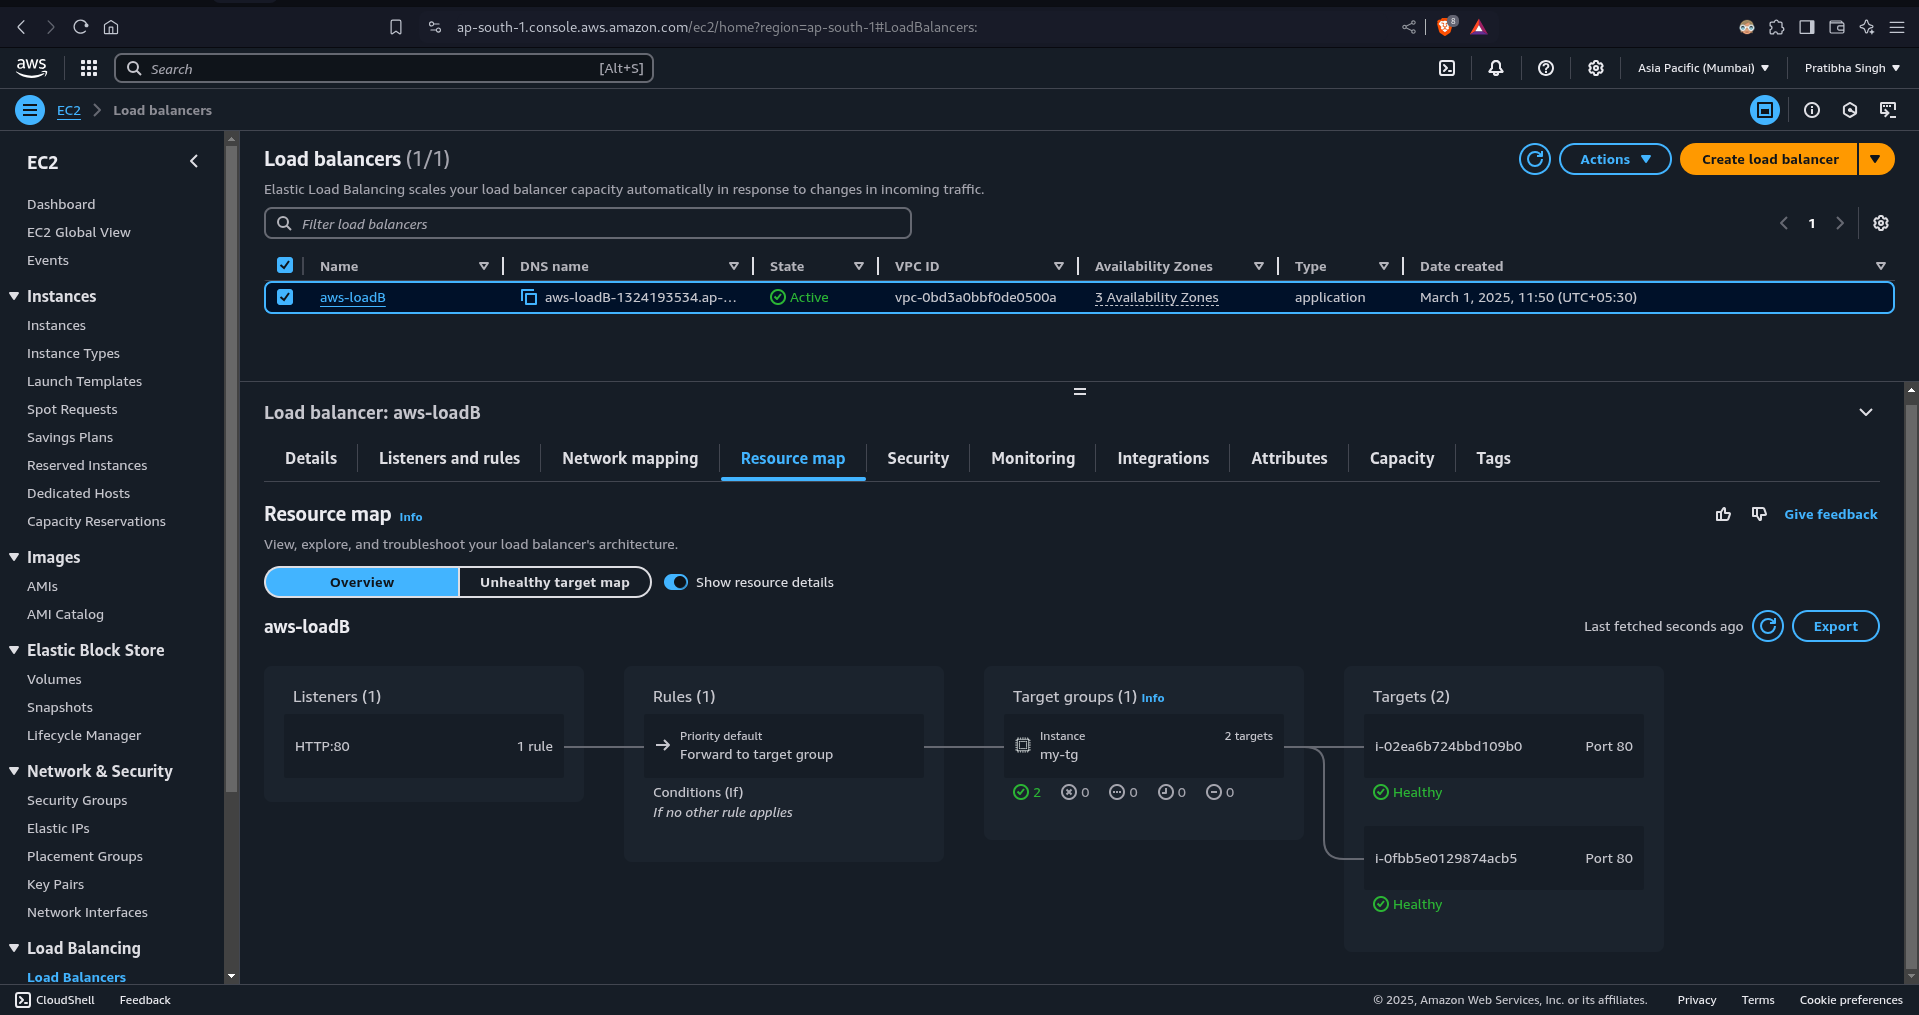 ap-south-1.console.aws.amazon.com/ec2/home?region=ap-south-1#LoadBalancers:
8
aws
Search
[Alt+S]
Asia Pacific (Mumbai)
Pratibha Singh
EC2
Load balancers
EC2
Dashboard
EC2 Global View
Events
Instances
Instances
Instance Types
Launch Templates
Spot Requests
Savings Plans
Reserved Instances
Dedicated Hosts
Capacity Reservations
Images
AMIs
AMI Catalog
Elastic Block Store
Volumes
Snapshots
Lifecycle Manager
Network & Security
Security Groups
Elastic IPs
Placement Groups
Key Pairs
Network Interfaces
Load Balancing
Load Balancers
Load balancers (1/1)
Actions
Create load balancer
Elastic Load Balancing scales your load balancer capacity automatically in response to changes in incoming traffic.
Filter load balancers
1
Name DNS name State VPC ID Availability Zones Type Date created
aws-loadB aws-loadB-1324193534.ap-... Active vpc-0bd3a0bbf0de0500a 3 Availability Zones application March 1, 2025, 11:50 (UTC+05:30)
Load balancer: aws-loadB
Details Listeners and rules Network mapping Resource map Security Monitoring Integrations Attributes Capacity Tags
Resource map Info
Give feedback
View, explore, and troubleshoot your load balancer's architecture.
Overview Unhealthy target map Show resource details
aws-loadB
Last fetched seconds ago
Export
Listeners (1)
HTTP:80 1 rule
Rules (1)
Priority default
Forward to target group
Conditions (If)
If no other rule applies
Target groups (1) Info
Instance 2 targets
my-tg
2 0 0 0 0
Targets (2)
i-02ea6b724bbd109b0 Port 80
Healthy
i-0fbb5e0129874acb5 Port 80
Healthy
CloudShell Feedback
© 2025, Amazon Web Services, Inc. or its affiliates. Privacy Terms Cookie preferences